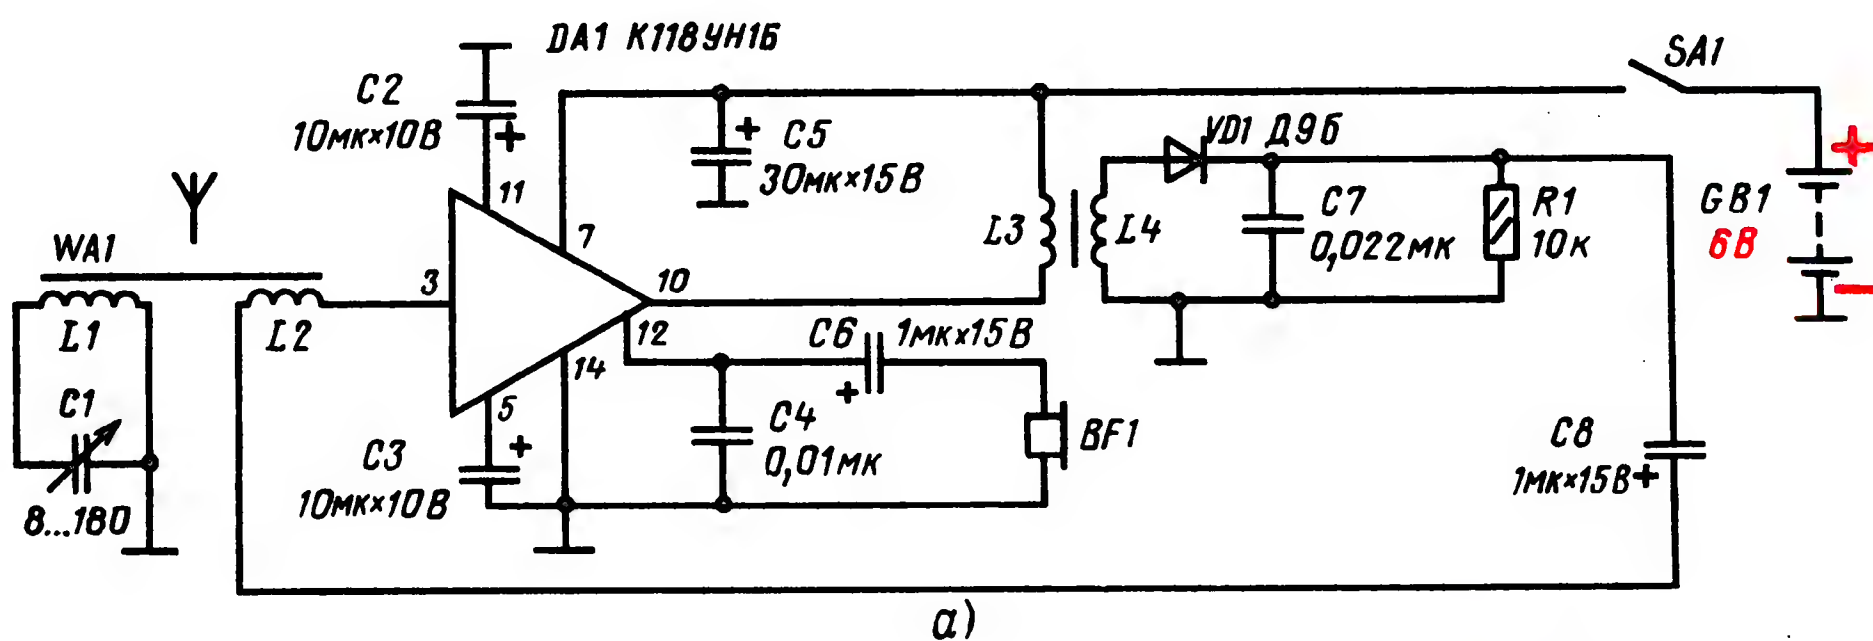 DA1 К118УН1Б
SA1
C2
10мк×10В
+
11
7
+
C5
30мк×15В
VD1 Д9Б
+
L3
L4
C7
0,022мк
R1
10к
GB1
6В
−
WA1
3
10
L1
L2
12
C6
1мк×15В
+
14
5
C1
8...180
C3
10мк×10В
+
C4
0,01мк
BF1
C8
1мк×15В
+
а)